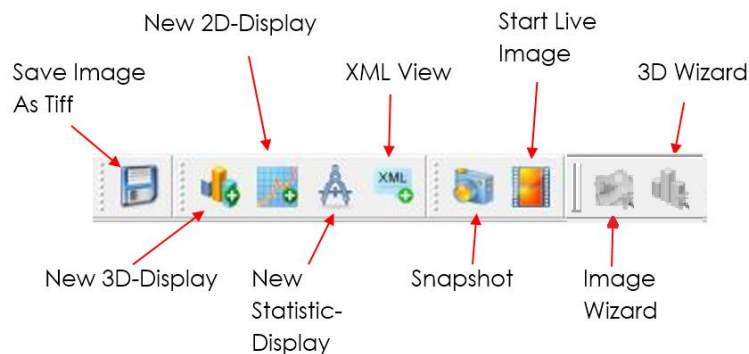 New 2D-Display
Start Live
Image
Save Image
As Tiff
XML View
3D Wizard
XML
New 3D-Display
New
Statistic-
Display
Snapshot
Image
Wizard